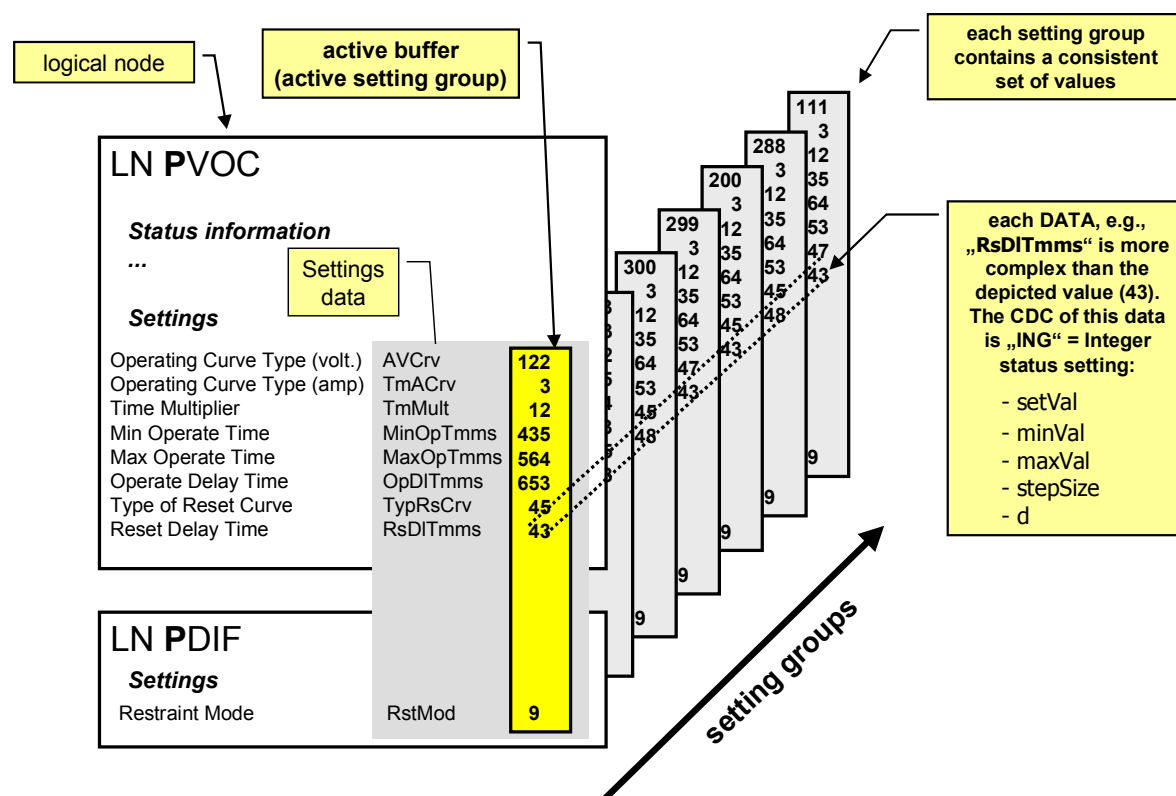 logical node
active buffer
(active setting group)
each setting group
contains a consistent
set of values
LN PVOC
Status information
...
Settings
data
Settings
Operating Curve Type (volt.) AVCrv 122
Operating Curve Type (amp) TmACrv 3
Time Multiplier TmMult 12
Min Operate Time MinOpTmms 435
Max Operate Time MaxOpTmms 564
Operate Delay Time OpDlTmms 653
Type of Reset Curve TypRsCrv 45
Reset Delay Time RsDlTmms 43
LN PDIF
Settings
Restraint Mode RstMod 9
300
3
12
35
64
53
45
48
9
299
3
12
35
64
53
47
43
9
200
3
12
35
64
53
45
43
9
288
3
12
35
64
53
45
48
9
111
3
12
35
64
53
47
43
9
each DATA, e.g.,
„RsDlTmms“ is more
complex than the
depicted value (43).
The CDC of this data
is „ING“ = Integer
status setting:
- setVal
- minVal
- maxVal
- stepSize
- d
setting groups